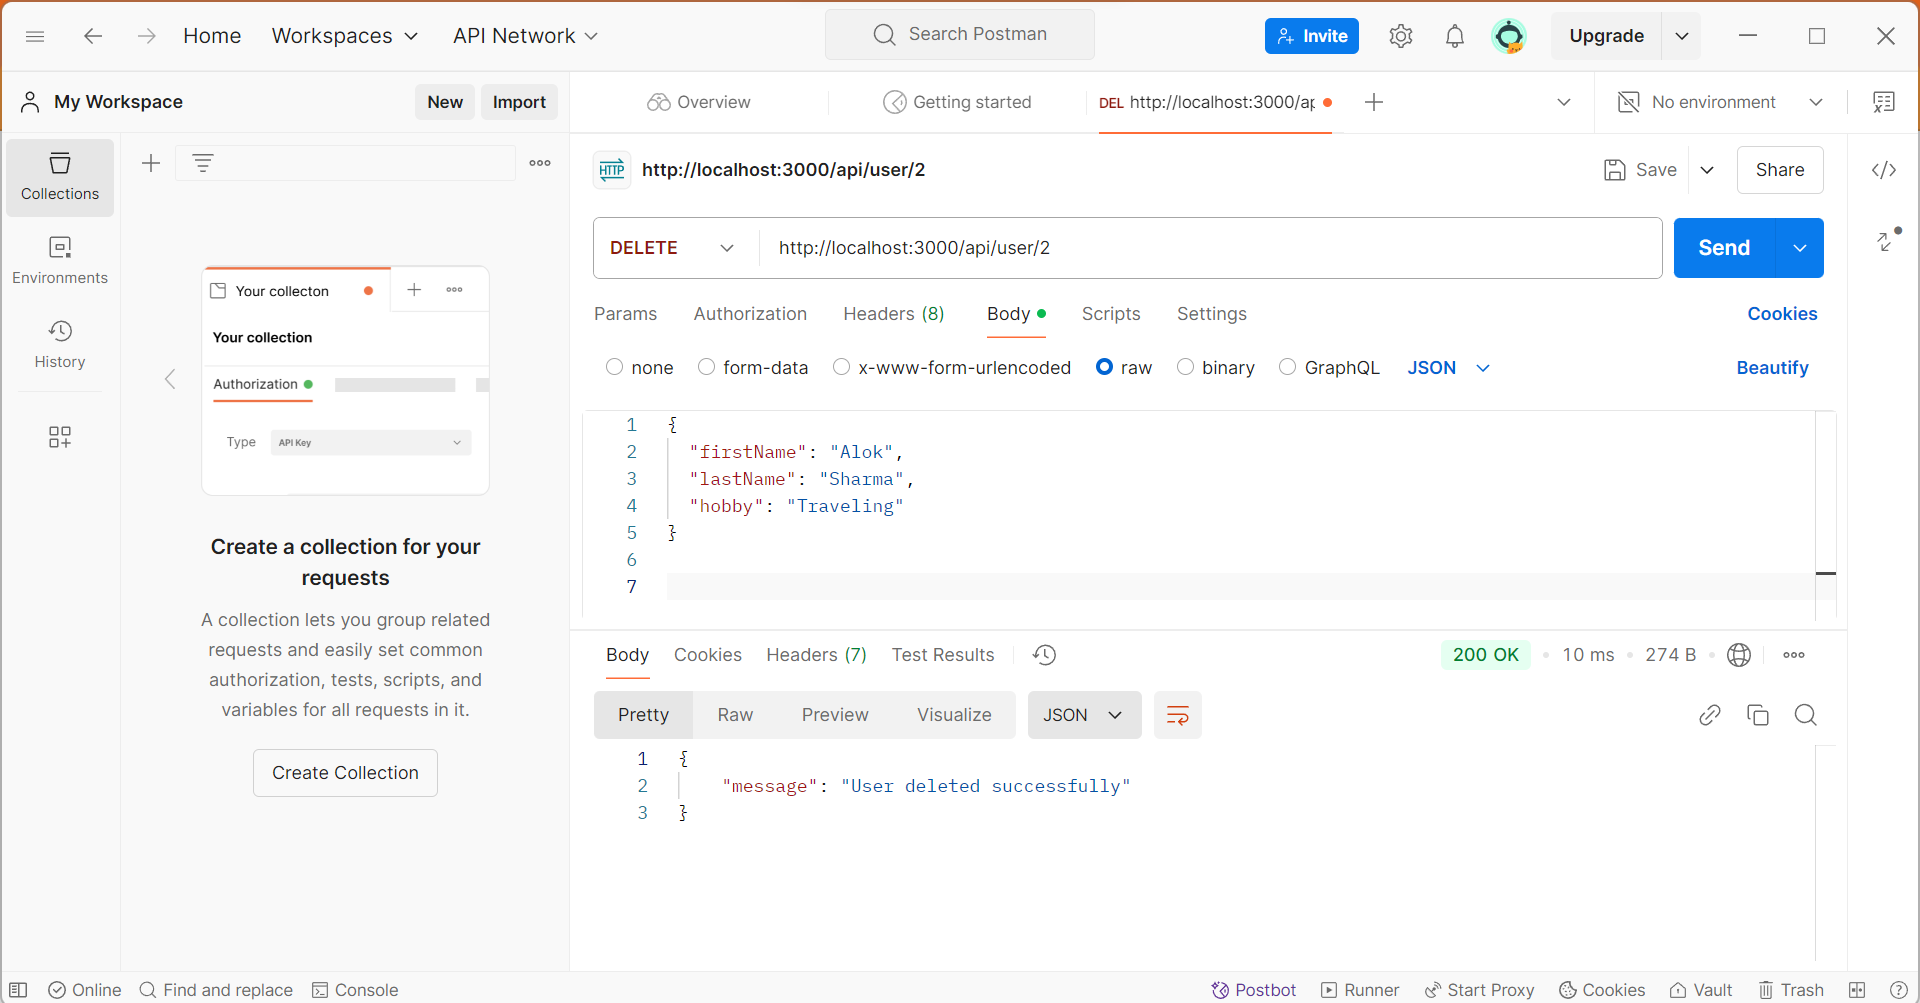 Home Workspaces API Network Search Postman Invite Upgrade
My Workspace New Import Overview Getting started DEL http://localhost:3000/ap No environment
Collections
Environments
History
Your collecton
Your collection
Authorization
Type API Key
Create a collection for your
requests
A collection lets you group related
requests and easily set common
authorization, tests, scripts, and
variables for all requests in it.
Create Collection
HTTP http://localhost:3000/api/user/2 Save Share
DELETE http://localhost:3000/api/user/2 Send
Params Authorization Headers (8) Body Scripts Settings Cookies
none form-data x-www-form-urlencoded raw binary GraphQL JSON Beautify
1 {
2 "firstName": "Alok",
3 "lastName": "Sharma",
4 "hobby": "Traveling"
5 }
6
7
Body Cookies Headers (7) Test Results 200 OK • 10 ms • 274 B •
Pretty Raw Preview Visualize JSON
1 {
2 "message": "User deleted successfully"
3 }
Online Find and replace Console Postbot Runner Start Proxy Cookies Vault Trash